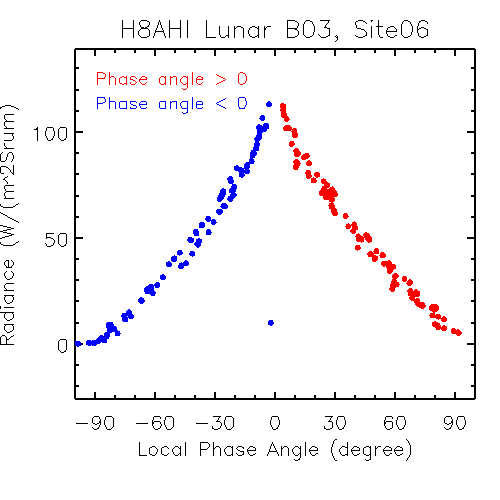 H8AHI Lunar B03, Site06
Phase angle > 0
Phase angle < 0
Radiance (W/(m^2Srum)
100
50
0
-90 -60 -30 0 30 60 90
Local Phase Angle (degree)